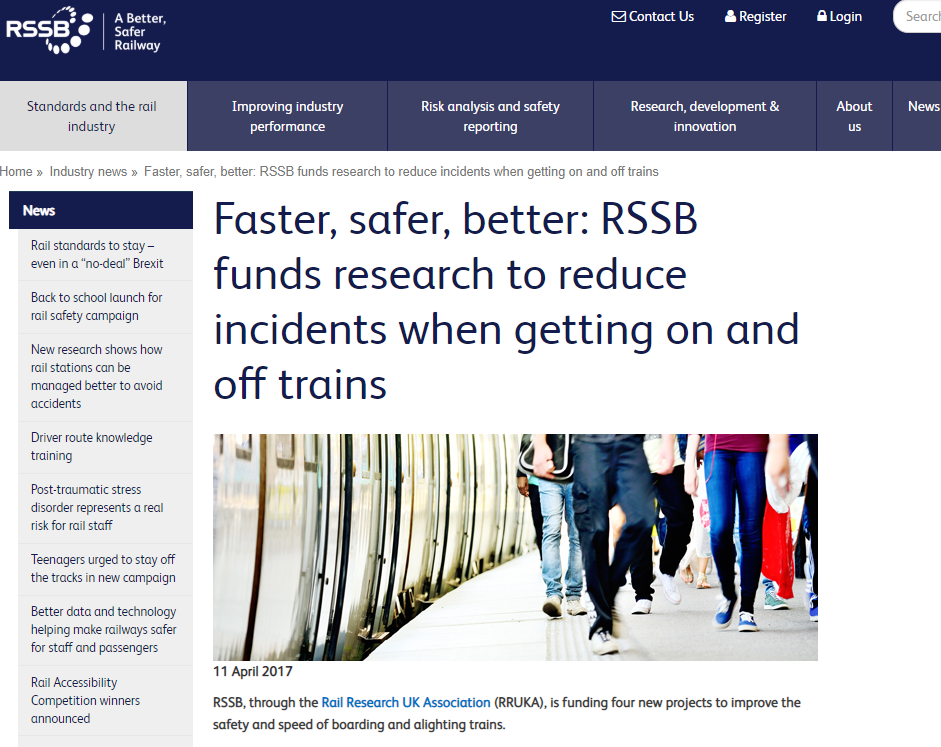 RSSB
A Better,
Safer
Railway
Contact Us
Register
Login
Search
Standards and the rail
industry
Improving industry
performance
Risk analysis and safety
reporting
Research, development &
innovation
About
us
News
Home » Industry news » Faster, safer, better: RSSB funds research to reduce incidents when getting on and off trains
News
Rail standards to stay –
even in a “no-deal” Brexit
Back to school launch for
rail safety campaign
New research shows how
rail stations can be
managed better to avoid
accidents
Driver route knowledge
training
Post-traumatic stress
disorder represents a real
risk for rail staff
Teenagers urged to stay off
the tracks in new campaign
Better data and technology
helping make railways safer
for staff and passengers
Rail Accessibility
Competition winners
announced
Faster, safer, better: RSSB
funds research to reduce
incidents when getting on and
off trains
11 April 2017
RSSB, through the Rail Research UK Association (RRUKA), is funding four new projects to improve the
safety and speed of boarding and alighting trains.